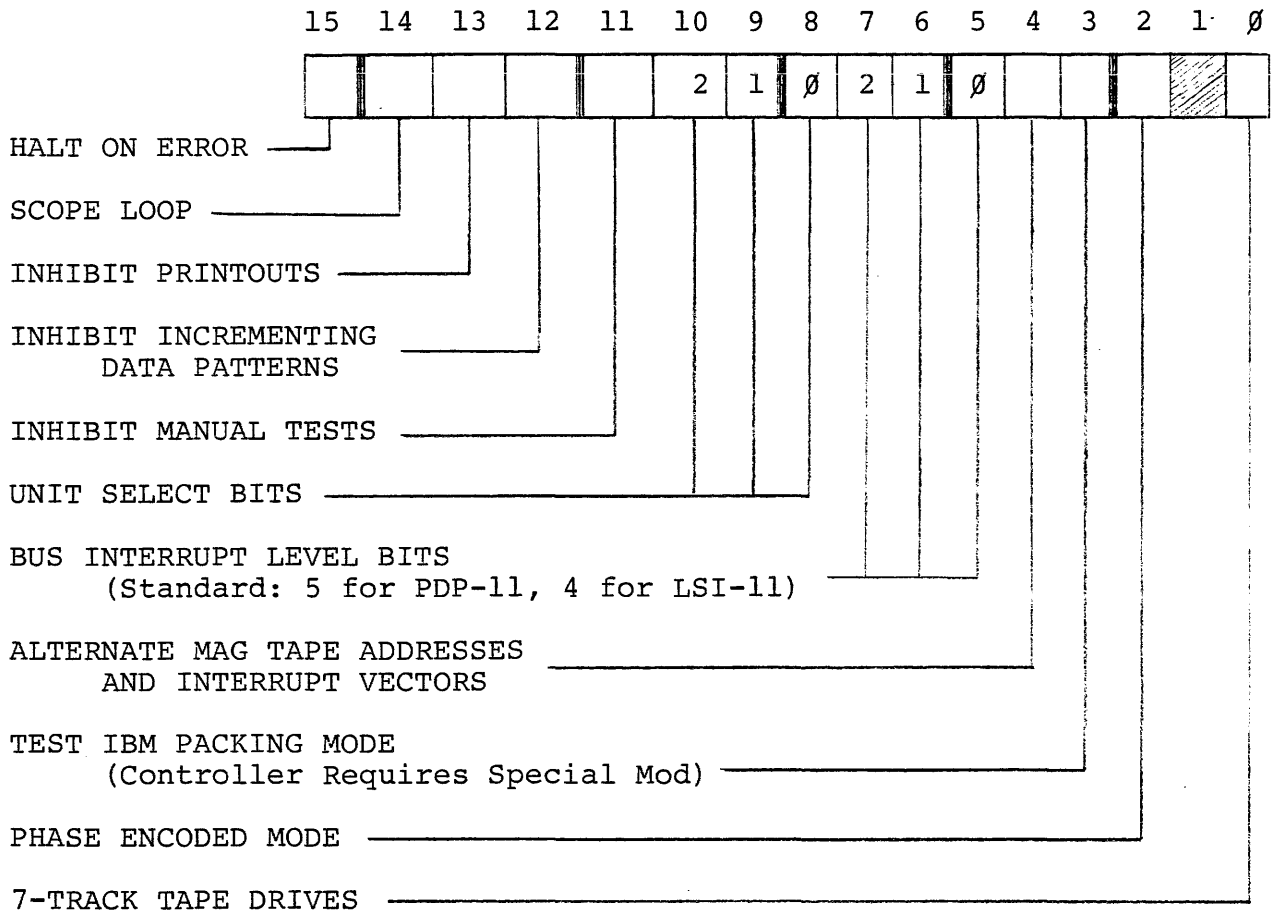 15 14 13 12 11 10 9 8 7 6 5 4 3 2 1 Ø
2 1 Ø 2 1 Ø
HALT ON ERROR
SCOPE LOOP
INHIBIT PRINTOUTS
INHIBIT INCREMENTING
DATA PATTERNS
INHIBIT MANUAL TESTS
UNIT SELECT BITS
BUS INTERRUPT LEVEL BITS
(Standard: 5 for PDP-11, 4 for LSI-11)
ALTERNATE MAG TAPE ADDRESSES
AND INTERRUPT VECTORS
TEST IBM PACKING MODE
(Controller Requires Special Mod)
PHASE ENCODED MODE
7-TRACK TAPE DRIVES